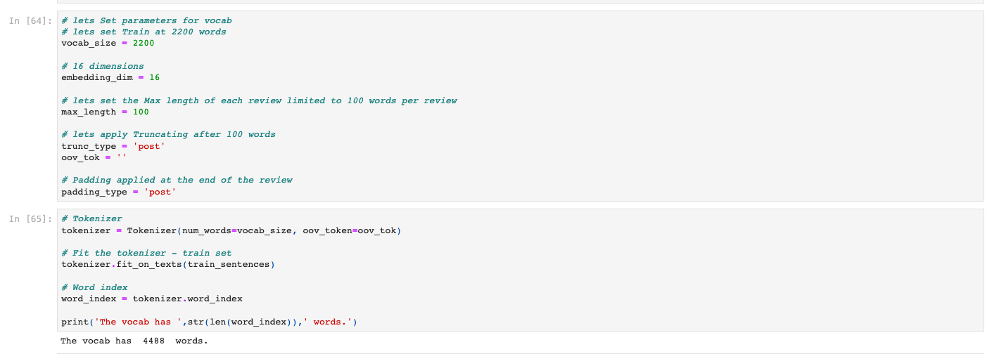 In [64]:
# lets Set parameters for vocab
# lets set Train at 2200 words
vocab_size = 2200
# 16 dimensions
embedding_dim = 16
# lets set the Max length of each review limited to 100 words per review
max_length = 100
# lets apply Truncating after 100 words
trunc_type = 'post'
oov_tok = ''
# Padding applied at the end of the review
padding_type = 'post'
In [65]:
# Tokenizer
tokenizer = Tokenizer(num_words=vocab_size, oov_token=oov_tok)
# Fit the tokenizer - train set
tokenizer.fit_on_texts(train_sentences)
# Word index
word_index = tokenizer.word_index
print('The vocab has ',str(len(word_index)),' words.')
The vocab has  4488  words.